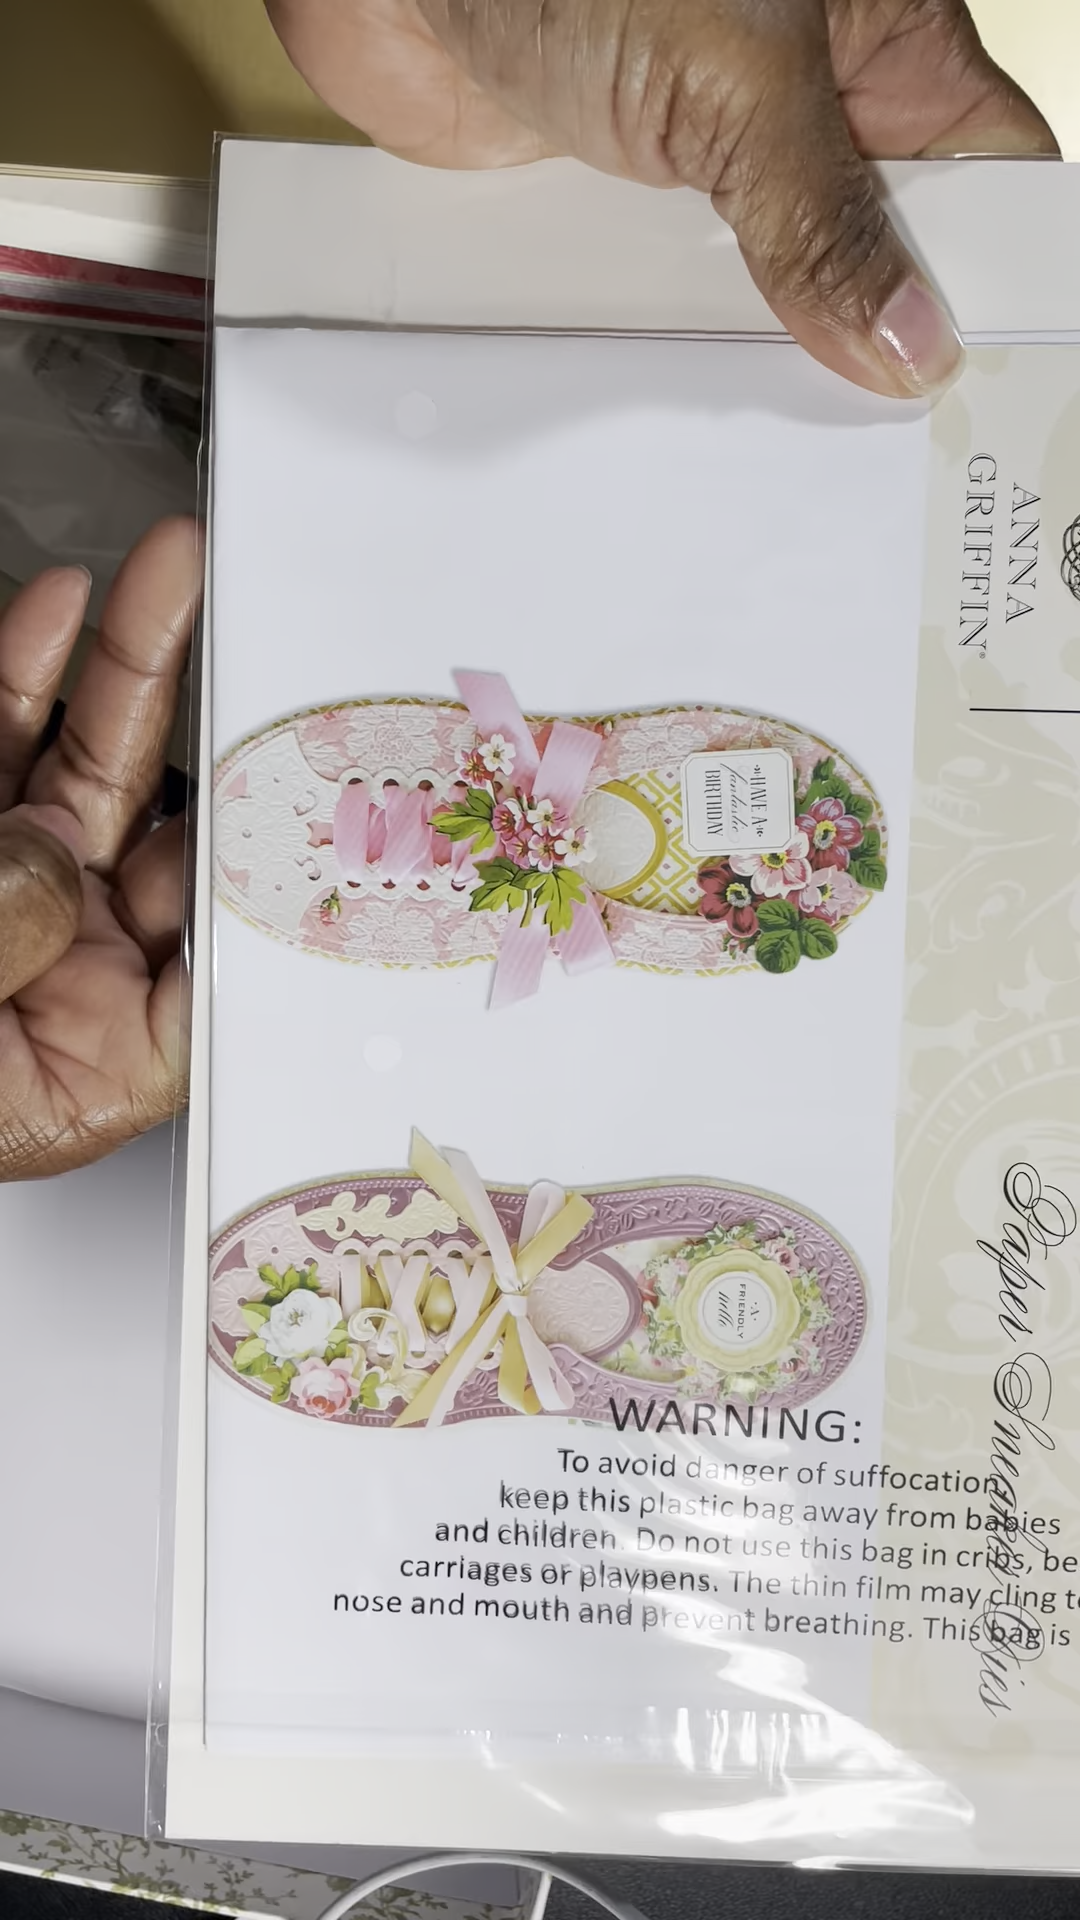 ANNA
GRIFFIN®
Paper Sneaker Dies
HAVE A
fantastic
BIRTHDAY
·A·
FRIENDLY
hello
WARNING:
To avoid danger of suffocation,
keep this plastic bag away from babies
and children. Do not use this bag in cribs, be
carriages or playpens. The thin film may cling t
nose and mouth and prevent breathing. This bag is